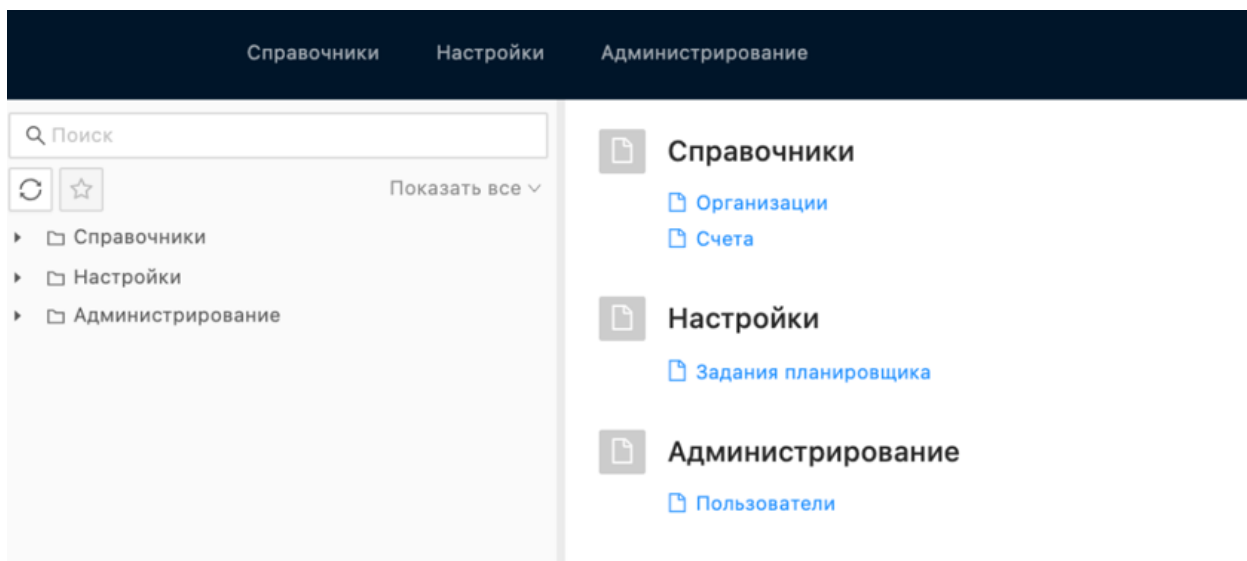 Справочники Настройки Администрирование
Поиск
Показать все
Справочники
Настройки
Администрирование
Справочники
Организации
Счета
Настройки
Задания планировщика
Администрирование
Пользователи